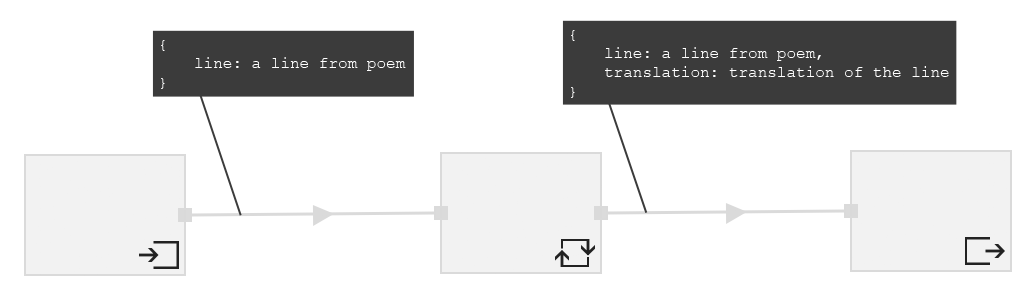 {
line: a line from poem
}
{
line: a line from poem,
translation: translation of the line
}